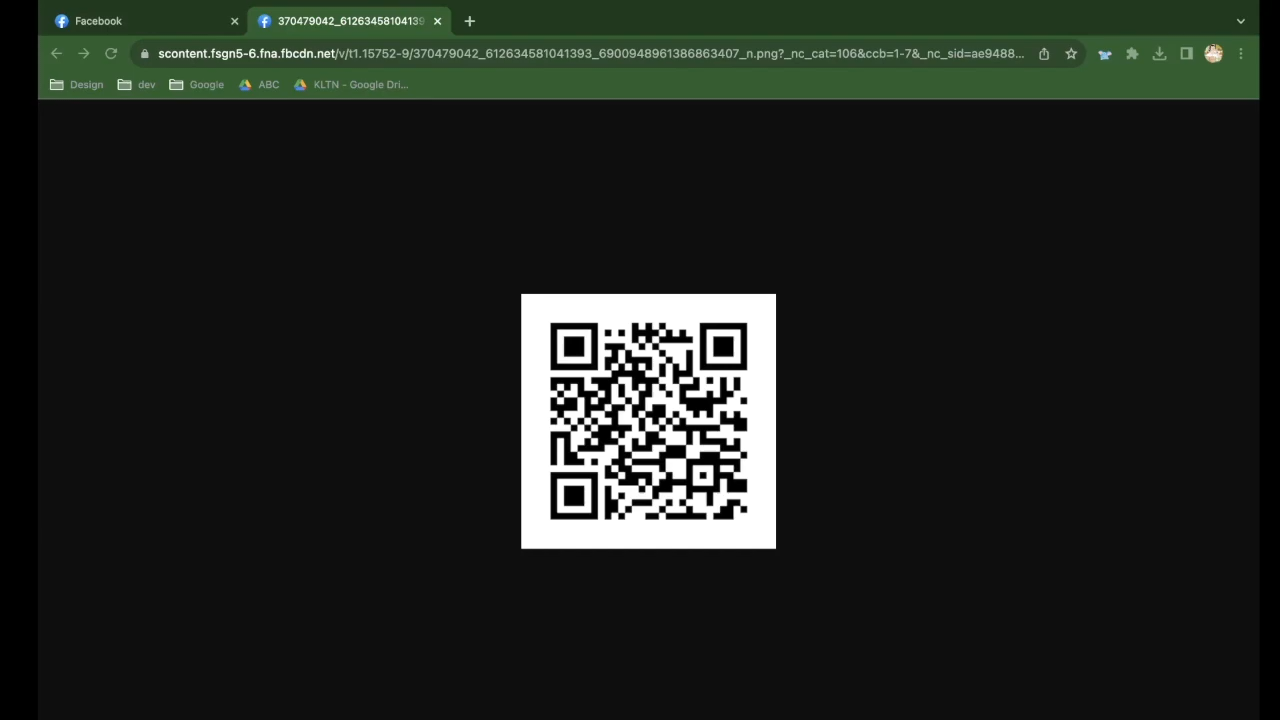 Facebook
370479042_61263458104139
scontent.fsgn5-6.fna.fbcdn.net/v/t1.15752-9/370479042_612634581041393_6900948961386863407_n.png?_nc_cat=106&ccb=1-7&_nc_sid=ae9488...
Design dev Google ABC KLTN - Google Dri...